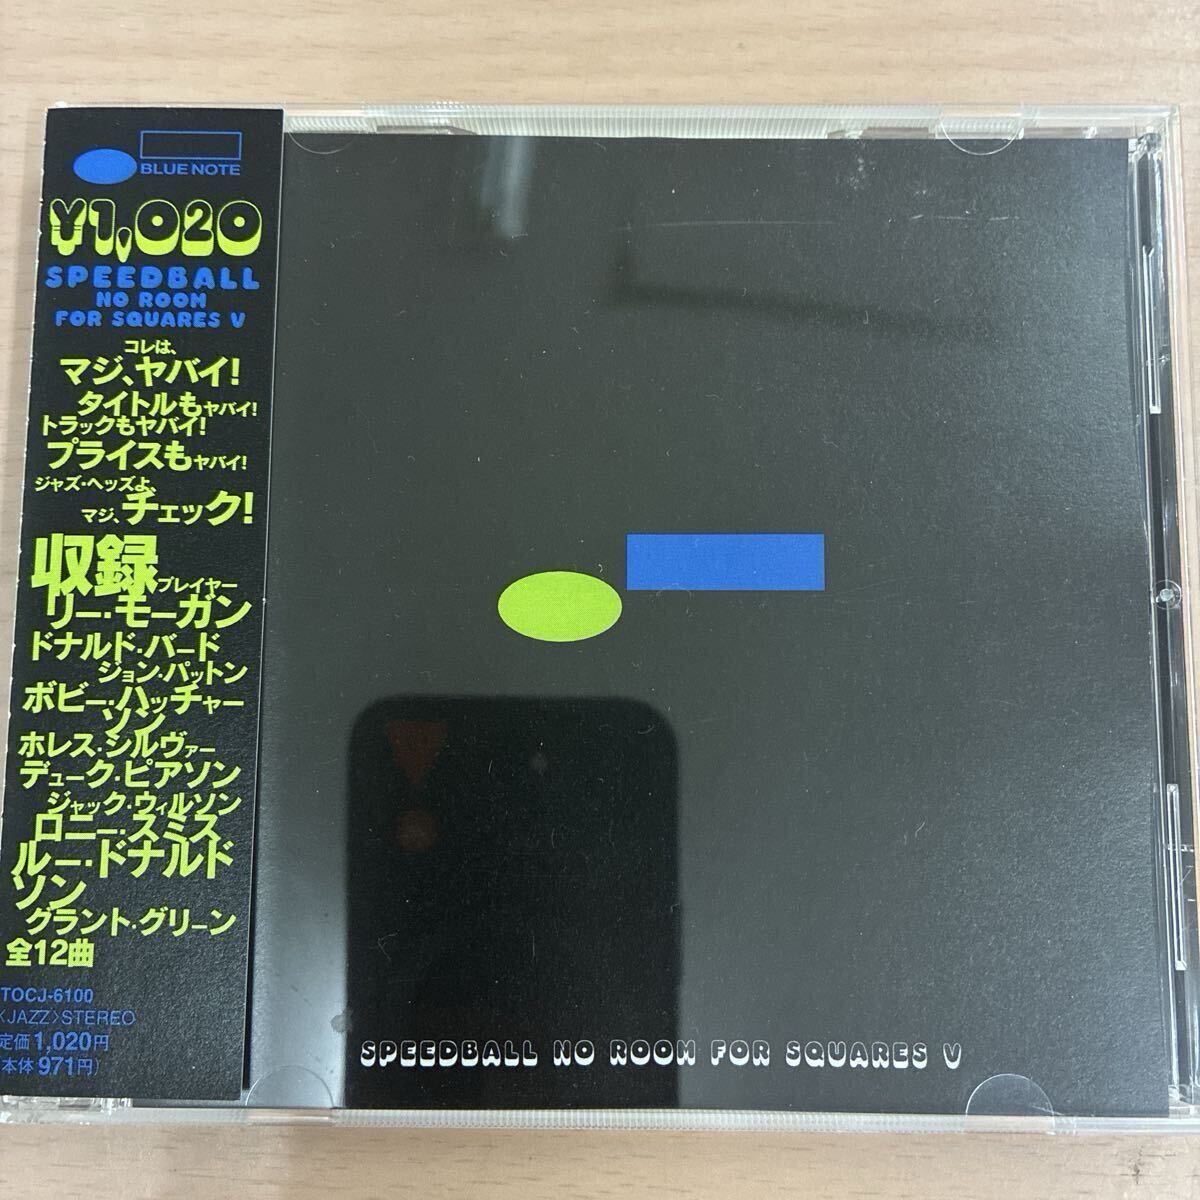 BLUE NOTE
¥1,020
SPEEDBALL
NO ROOM
FOR SQUARES V
コレは、
マジ、ヤバイ!
タイトルもヤバイ!
トラックもヤバイ!
プライスもヤバイ!
ジャズ・ヘッズよ、
マジ、チェック!
収録プレイヤー
リー・モーガン
ドナルド・バード
ジョン・パットン
ボビー・ハッチャー
ソン
ホレス・シルヴァー
デューク・ピアソン
ジャック・ウィルソン
ロニー・スミス
ルー・ドナルド
ソン
グラント・グリーン
全12曲
TOCJ-6100
<JAZZ>STEREO
定価1,020円
(本体971円)
SPEEDBALL NO ROOM FOR SQUARES V